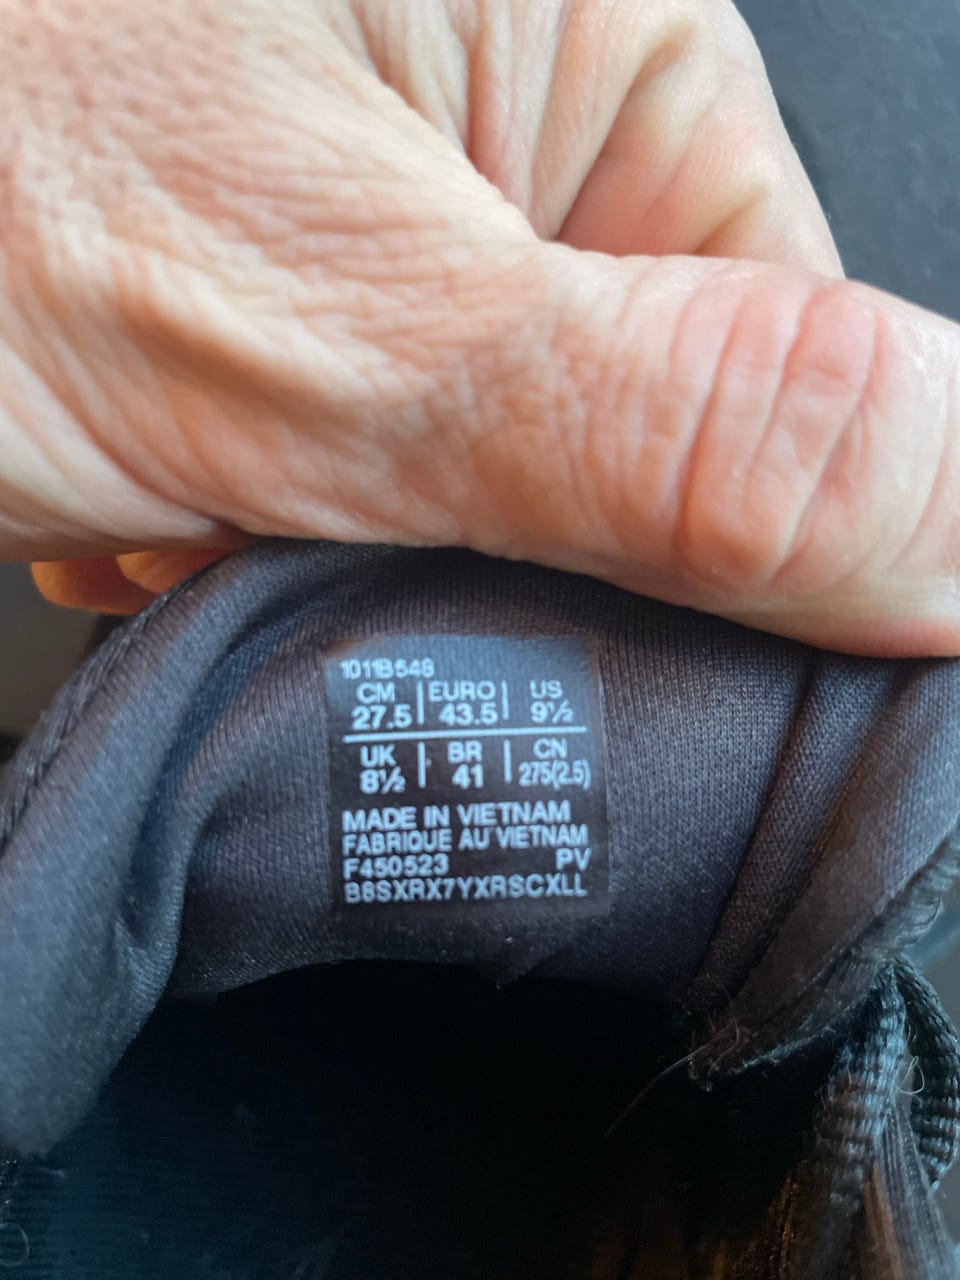 1011B548
CM | EURO | US
27.5 | 43.5 | 9½
UK | BR | CN
8½ | 41 | 275(2.5)
MADE IN VIETNAM
FABRIQUE AU VIETNAM
F450523 PV
B8SXRX7YXRSCXLL